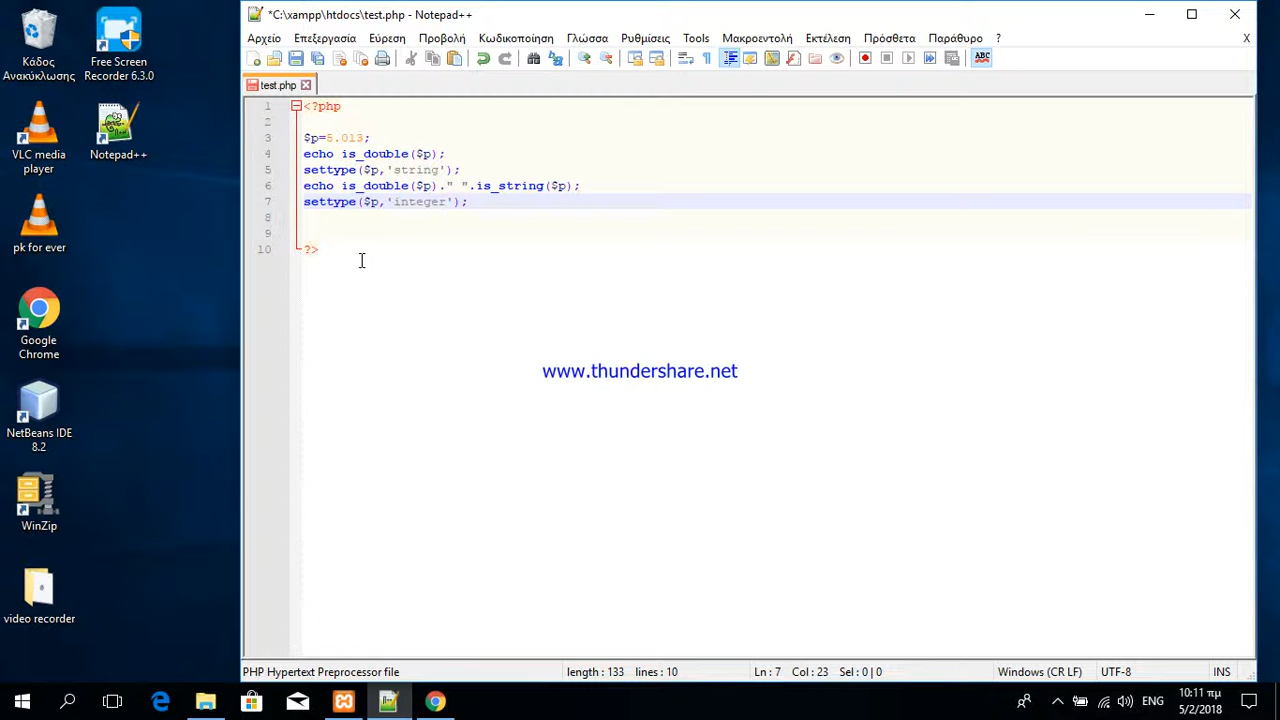 *C:\xampp\htdocs\test.php - Notepad++
Αρχείο Επεξεργασία Εύρεση Προβολή Κωδικοποίηση Γλώσσα Ρυθμίσεις Tools Μακροεντολή Εκτέλεση Πρόσθετα Παράθυρο ? X
ABC
test.php
1 <?php
2
3 $p=5.013;
4 echo is_double($p);
5 settype($p,'string');
6 echo is_double($p)." ".is_string($p);
7 settype($p,'integer');
8
9
10 ?>
www.thundershare.net
PHP Hypertext Preprocessor file length : 133 lines : 10 Ln : 7 Col : 23 Sel : 0 | 0 Windows (CR LF) UTF-8 INS
Κάδος
Ανακύκλωσης
Free Screen
Recorder 6.3.0
VLC media
player
Notepad++
pk for ever
Google
Chrome
NetBeans IDE
8.2
WinZip
video recorder
ΕΝΓ
10:11 πμ
5/2/2018